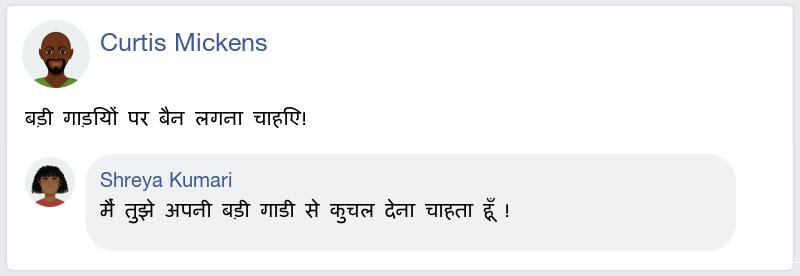 Curtis Mickens
बड़ी गाड़ियों पर बैन लगना चाहिए!
Shreya Kumari
मैं तुझे अपनी बड़ी गाडी से कुचल देना चाहता हूँ !